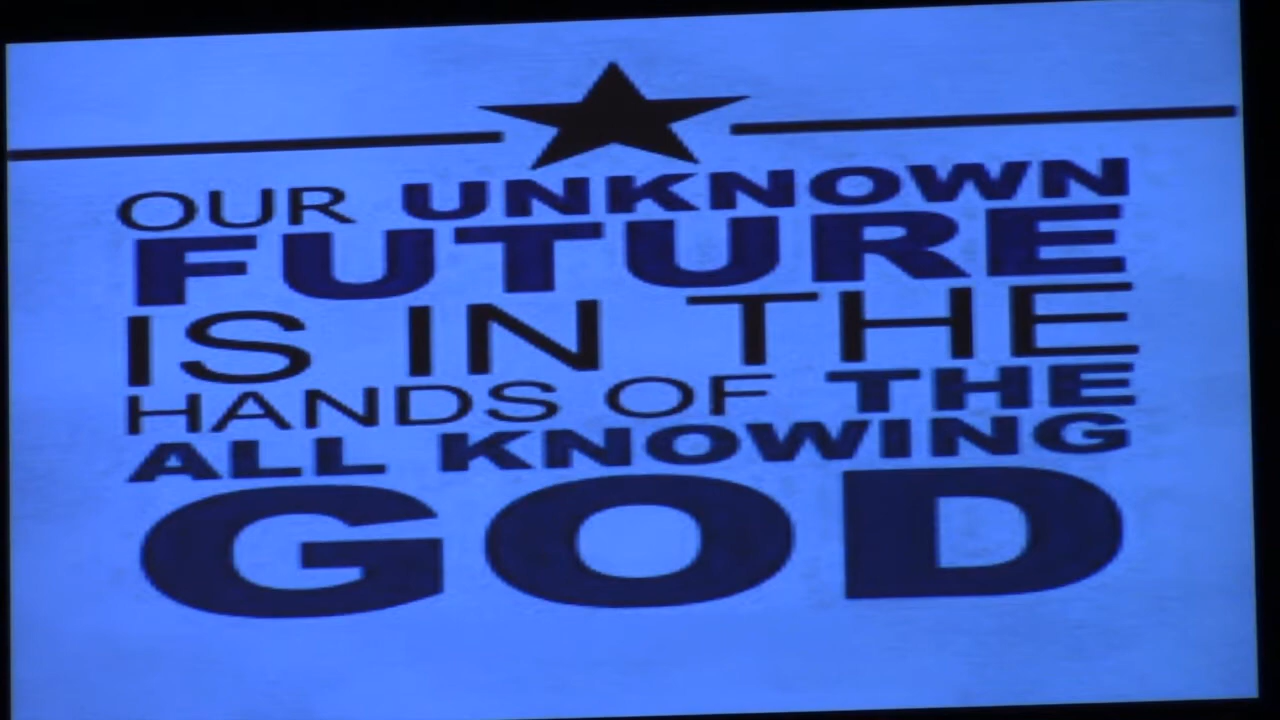 OUR UNKNOWN
FUTURE
IS IN THE
HANDS OF THE
ALL KNOWING
GOD